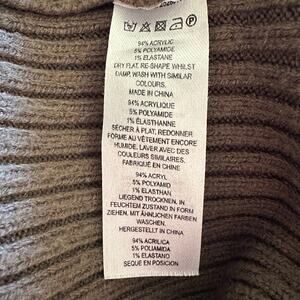 94% ACRYLIC
5% POLYAMIDE
1% ELASTANE
DRY FLAT. RE-SHAPE WHILST
DAMP, WASH WITH SIMILAR
COLOURS.
MADE IN CHINA
94% ACRYLIQUE
5% POLYAMIDE
1% ÉLASTHANNE
SÉCHER À PLAT. REDONNER
FORME AU VÊTEMENT ENCORE
HUMIDE. LAVER AVEC DES
COULEURS SIMILAIRES.
FABRIQUÉ EN CHINE
94% ACRYL
5% POLYAMID
1% ELASTHAN
LIEGEND TROCKNEN, IN
FEUCHTEM ZUSTAND IN FORM
ZIEHEN. MIT ÄHNLICHEN FARBEN
WASCHEN.
HERGESTELLT IN CHINA
94% ACRILICA
5% POLIAMIDA
1% ELASTANO
SEQUE EN POSICIÓN